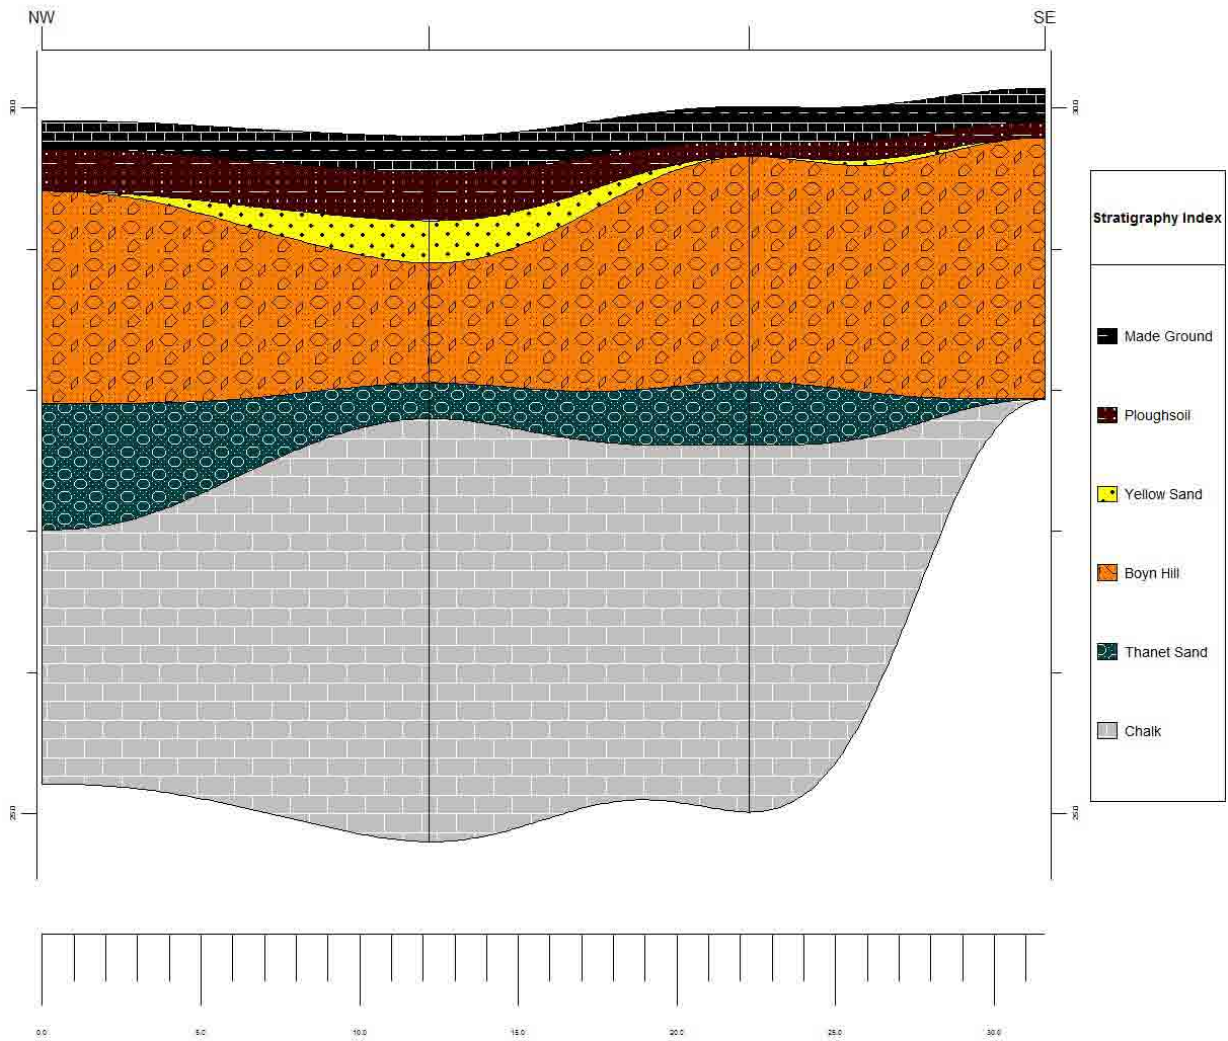 NW SE
30.0 30.0
Stratigraphy Index
Made Ground
Ploughsoil
Yellow Sand
Boyn Hill
Thanet Sand
Chalk
25.0 25.0
0.0 5.0 10.0 15.0 20.0 25.0 30.0